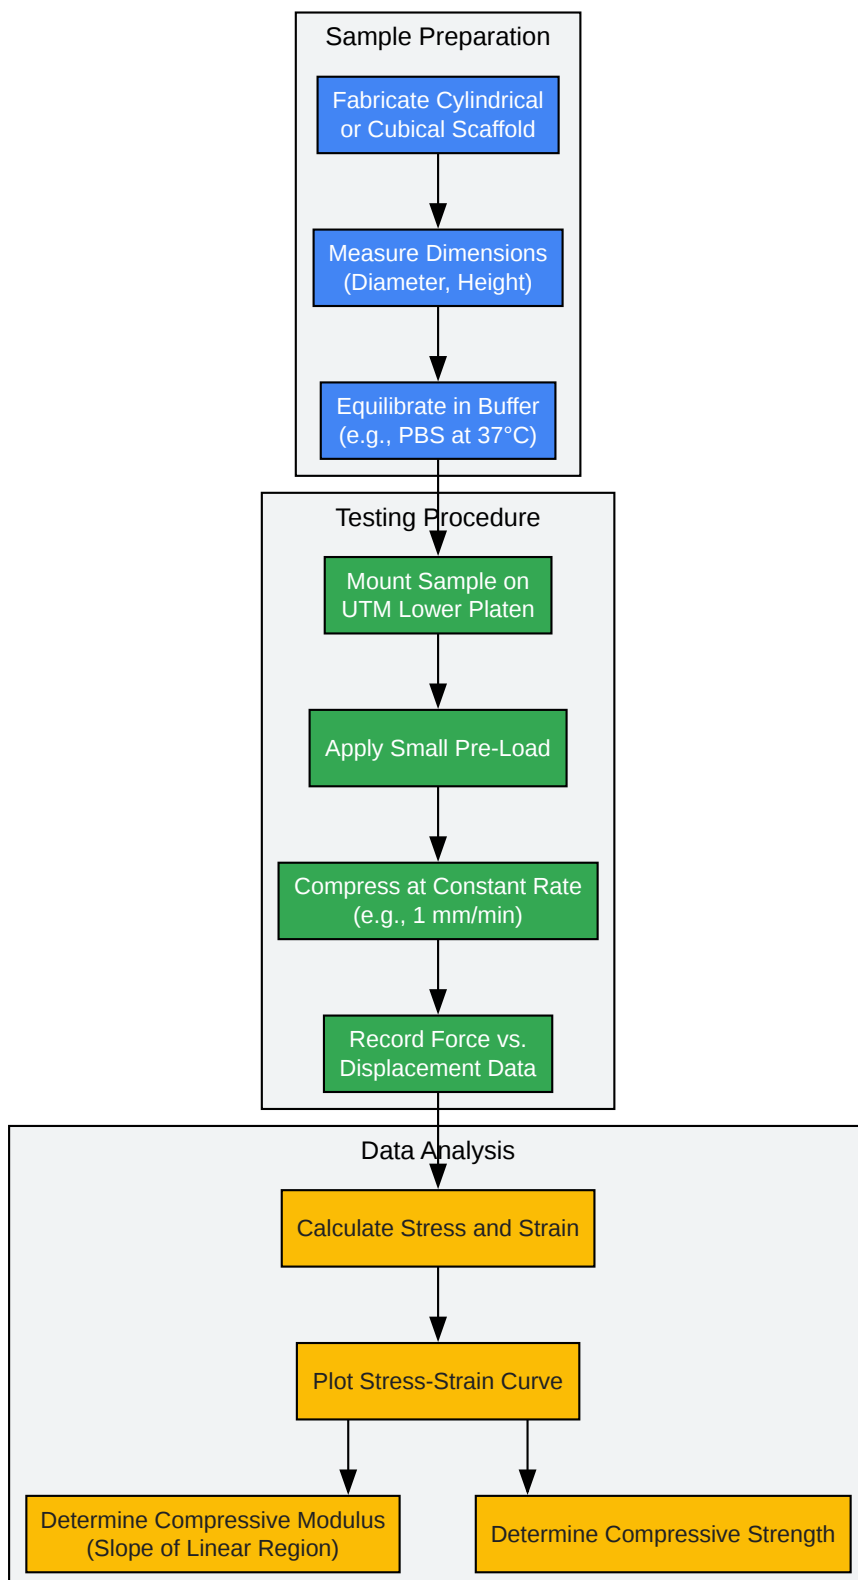 Sample Preparation
Fabricate Cylindrical
or Cubical Scaffold
Measure Dimensions
(Diameter, Height)
Equilibrate in Buffer
(e.g., PBS at 37°C)
Testing Procedure
Mount Sample on
UTM Lower Platen
Apply Small Pre-Load
Compress at Constant Rate
(e.g., 1 mm/min)
Record Force vs.
Displacement Data
Data Analysis
Calculate Stress and Strain
Plot Stress-Strain Curve
Determine Compressive Modulus
(Slope of Linear Region)
Determine Compressive Strength